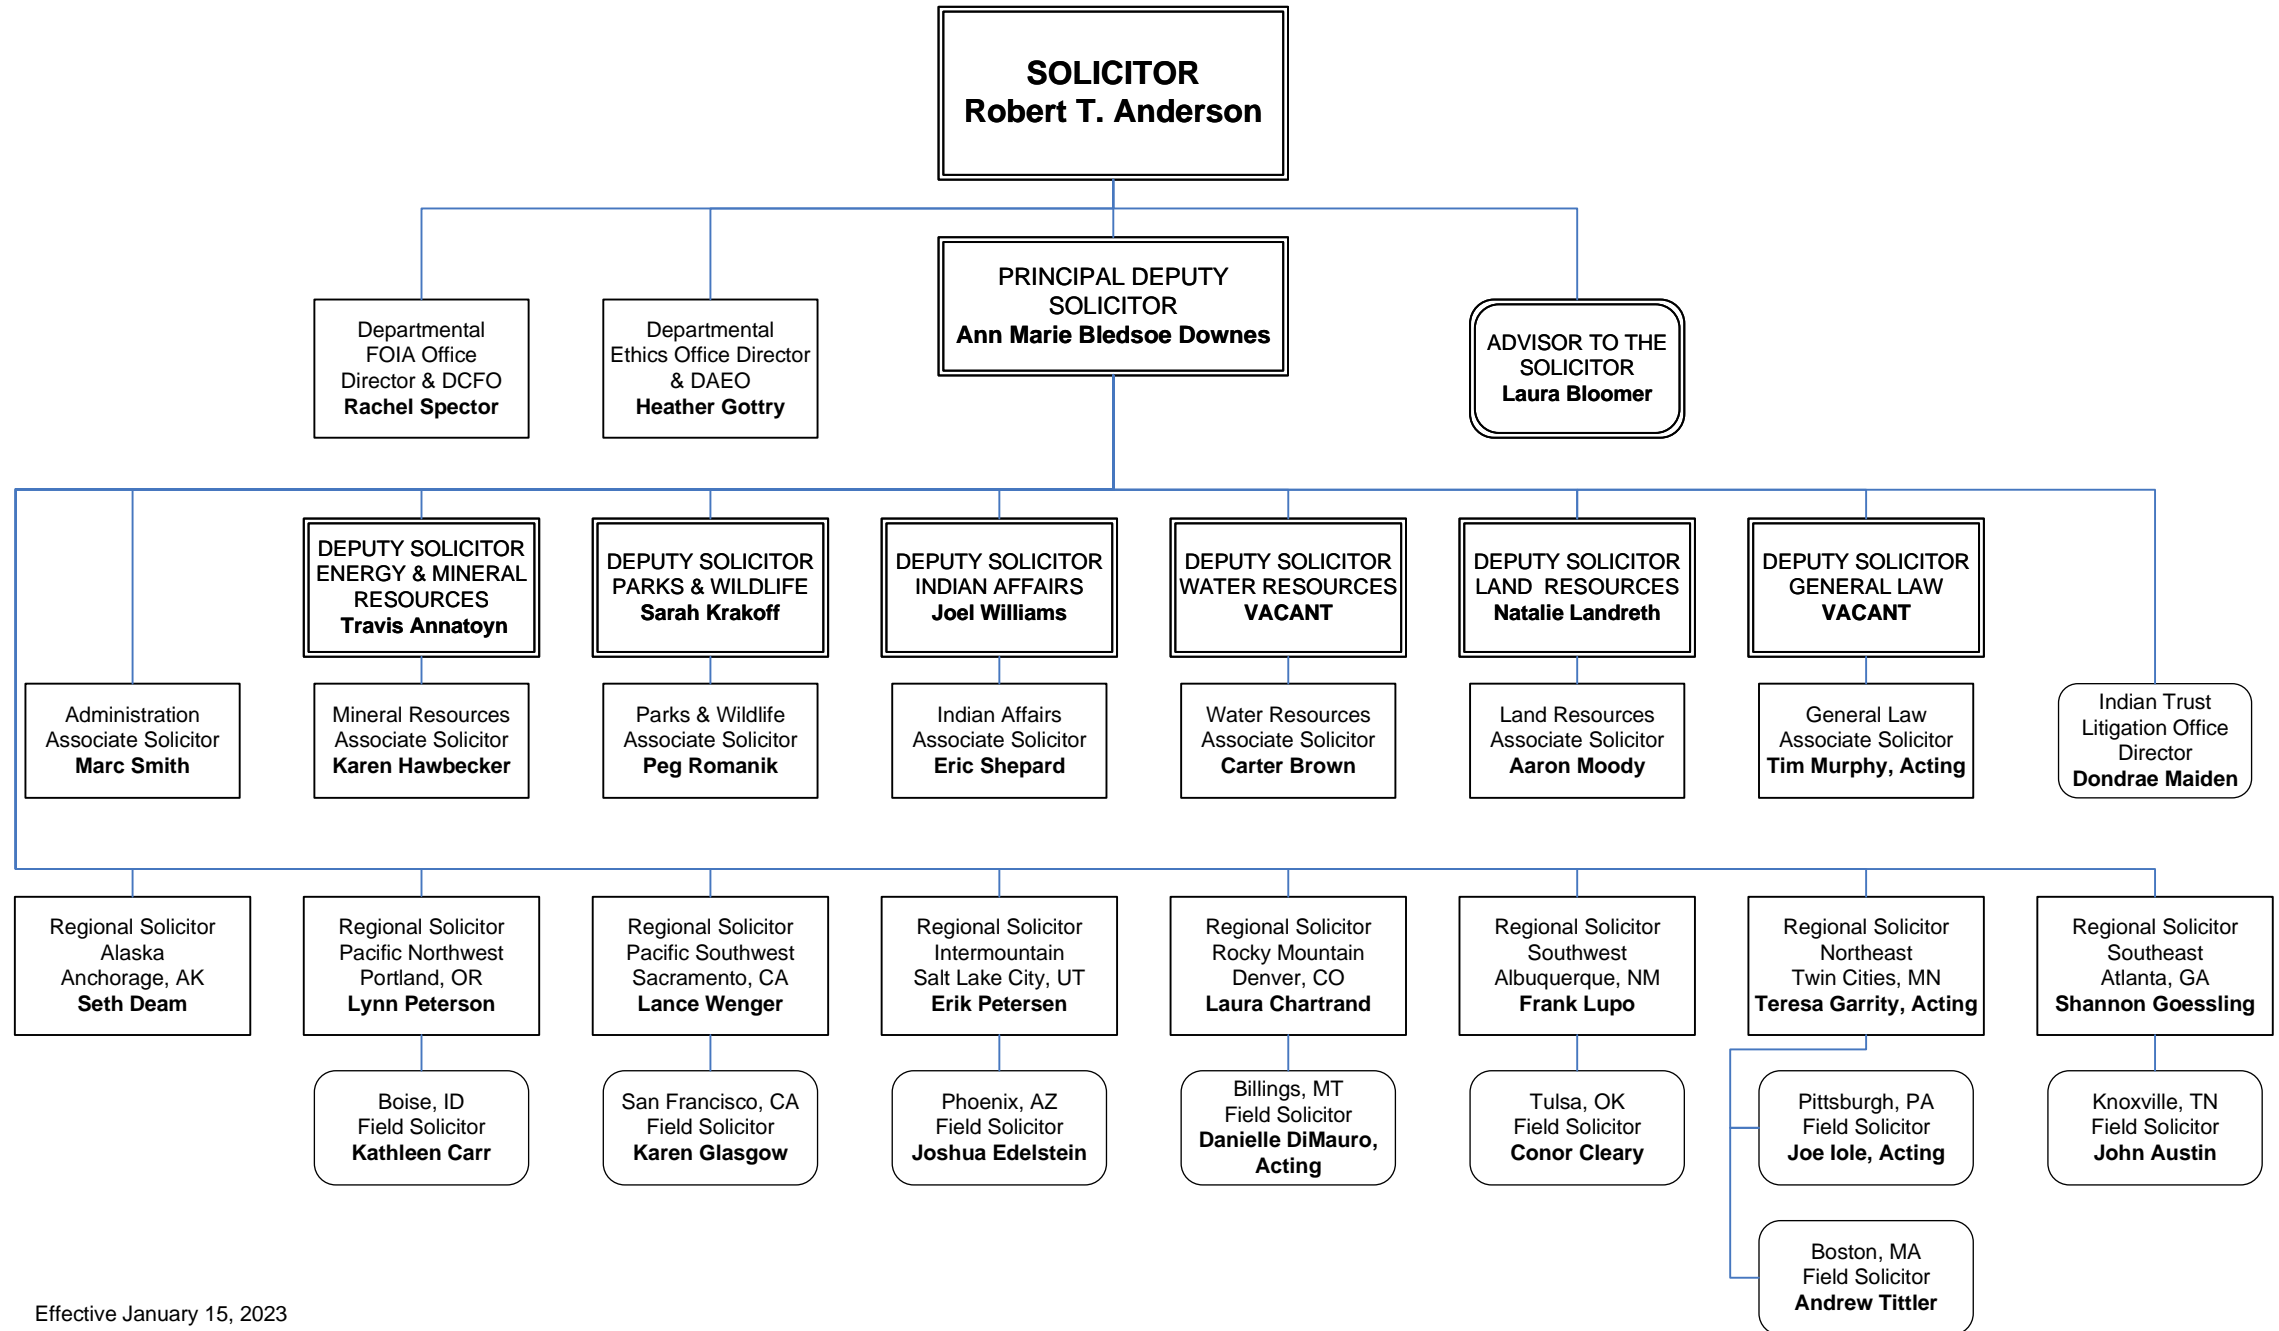 SOLICITOR
Robert T. Anderson
PRINCIPAL DEPUTY
SOLICITOR
Ann Marie Bledsoe Downes
Departmental
FOIA Office
Director & DCFO
Rachel Spector
Departmental
Ethics Office Director
& DAEO
Heather Gottry
ADVISOR TO THE
SOLICITOR
Laura Bloomer
DEPUTY SOLICITOR
ENERGY & MINERAL
RESOURCES
Travis Annatoyn
DEPUTY SOLICITOR
PARKS & WILDLIFE
Sarah Krakoff
DEPUTY SOLICITOR
INDIAN AFFAIRS
Joel Williams
DEPUTY SOLICITOR
WATER RESOURCES
VACANT
DEPUTY SOLICITOR
LAND  RESOURCES
Natalie Landreth
DEPUTY SOLICITOR
GENERAL LAW
VACANT
Administration
Associate Solicitor
Marc Smith
Mineral Resources
Associate Solicitor
Karen Hawbecker
Parks & Wildlife
Associate Solicitor
Peg Romanik
Indian Affairs
Associate Solicitor
Eric Shepard
Water Resources
Associate Solicitor
Carter Brown
Land Resources
Associate Solicitor
Aaron Moody
General Law
Associate Solicitor
Tim Murphy, Acting
Indian Trust
Litigation Office
Director
Dondrae Maiden
Regional Solicitor
Alaska
Anchorage, AK
Seth Deam
Regional Solicitor
Pacific Northwest
Portland, OR
Lynn Peterson
Regional Solicitor
Pacific Southwest
Sacramento, CA
Lance Wenger
Regional Solicitor
Intermountain
Salt Lake City, UT
Erik Petersen
Regional Solicitor
Rocky Mountain
Denver, CO
Laura Chartrand
Regional Solicitor
Southwest
Albuquerque, NM
Frank Lupo
Regional Solicitor
Northeast
Twin Cities, MN
Teresa Garrity, Acting
Regional Solicitor
Southeast
Atlanta, GA
Shannon Goessling
Boise, ID
Field Solicitor
Kathleen Carr
San Francisco, CA
Field Solicitor
Karen Glasgow
Phoenix, AZ
Field Solicitor
Joshua Edelstein
Billings, MT
Field Solicitor
Danielle DiMauro,
Acting
Tulsa, OK
Field Solicitor
Conor Cleary
Pittsburgh, PA
Field Solicitor
Joe Iole, Acting
Knoxville, TN
Field Solicitor
John Austin
Boston, MA
Field Solicitor
Andrew Tittler
Effective January 15, 2023